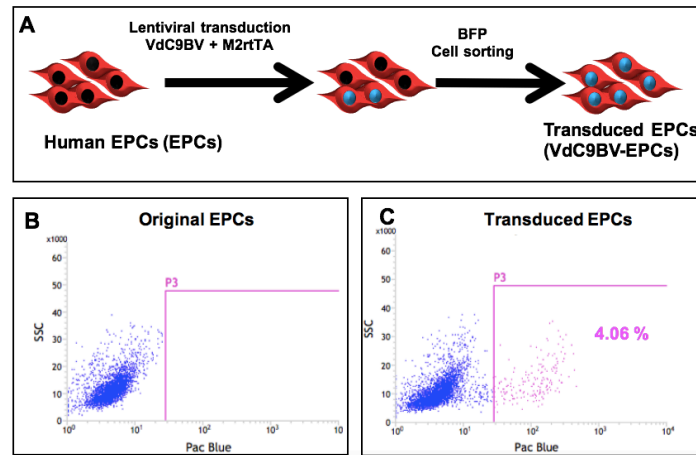 A
Lentiviral transduction
VdC9BV + M2rtTA
BFP
Cell sorting
Human EPCs (EPCs)
Transduced EPCs
(VdC9BV-EPCs)
B
Original EPCs
x1000
60
50
40
30
20
10
0
SSC
P3
10⁰
10¹
10²
10³
10
Pac Blue
C
Transduced EPCs
x1000
60
50
40
30
20
10
0
SSC
P3
4.06 %
10⁰
10¹
10²
10³
10⁴
Pac Blue